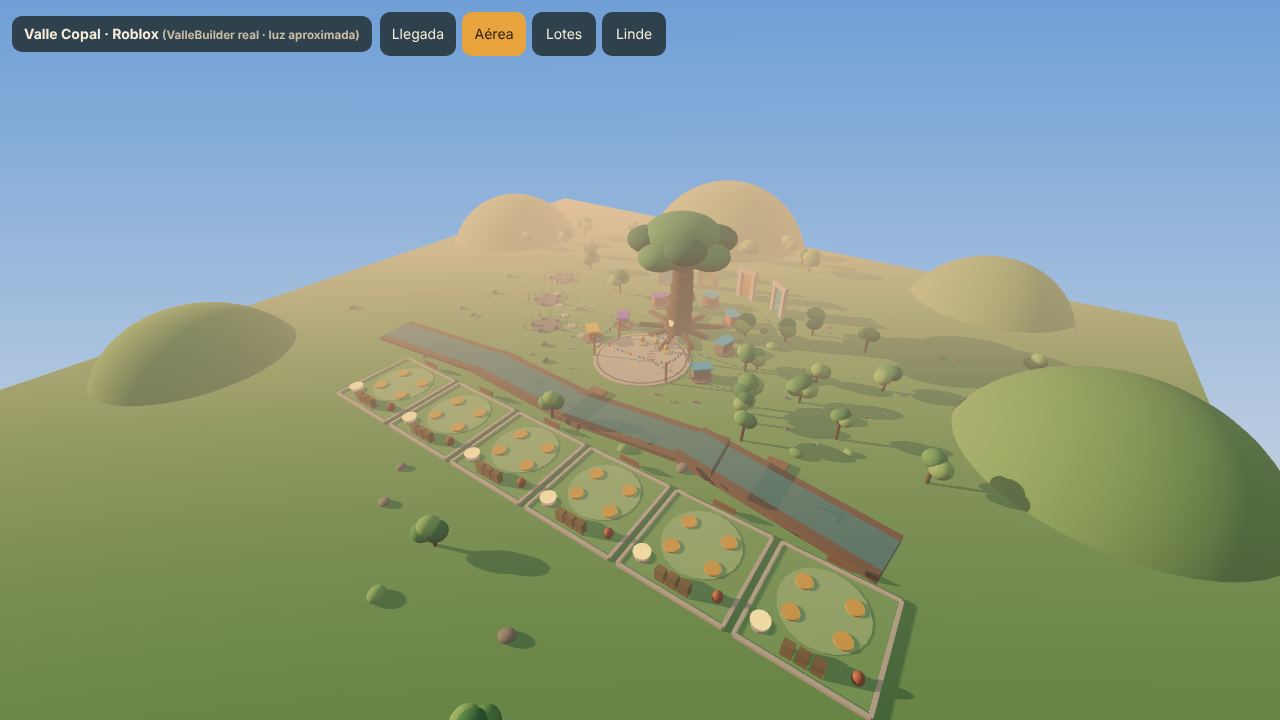 Valle Copal · Roblox (ValleBuilder real · luz aproximada)
Llegada
Aérea
Lotes
Linde